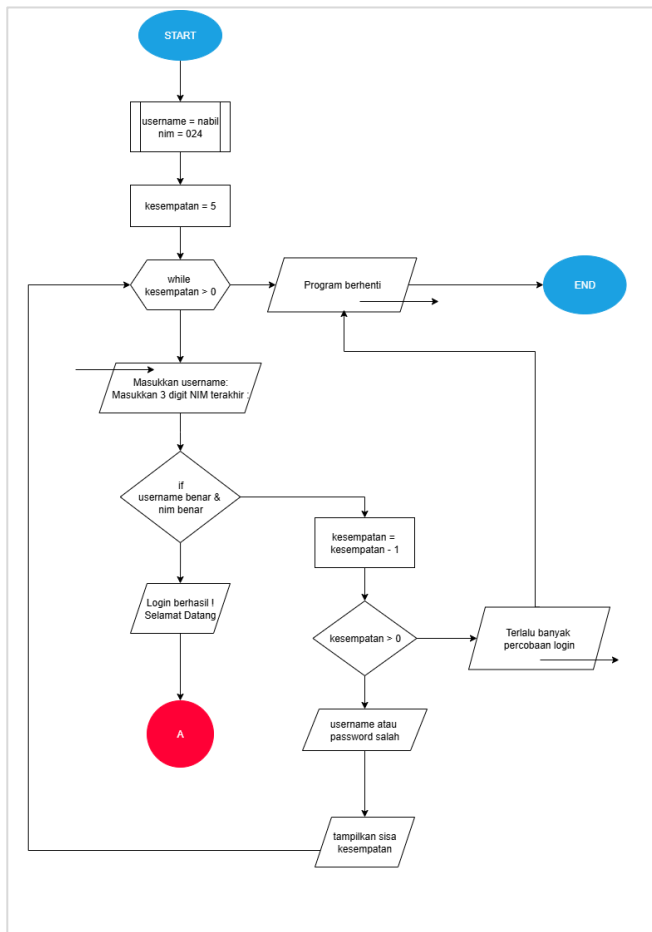 START
username = nabil
nim = 024
kesempatan = 5
while
kesempatan > 0
Program berhenti
END
Masukkan username:
Masukkan 3 digit NIM terakhir :
if
username benar &
nim benar
kesempatan =
kesempatan - 1
Login berhasil !
Selamat Datang
kesempatan > 0
Terlalu banyak
percobaan login
A
username atau
password salah
tampilkan sisa
kesempatan